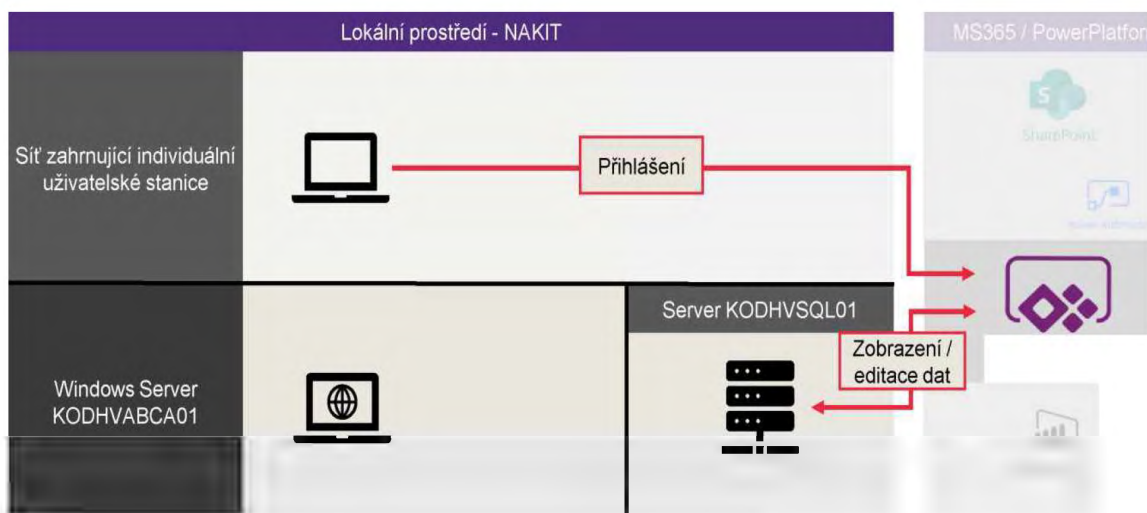 Lokální prostředí - NAKIT
MS365 / PowerPlatfor
SharePoint
Síť zahrnující individuální
uživatelské stanice
Přihlášení
Server KODHVSQL01
Zobrazení /
editace dat
Windows Server
KODHVABCA01